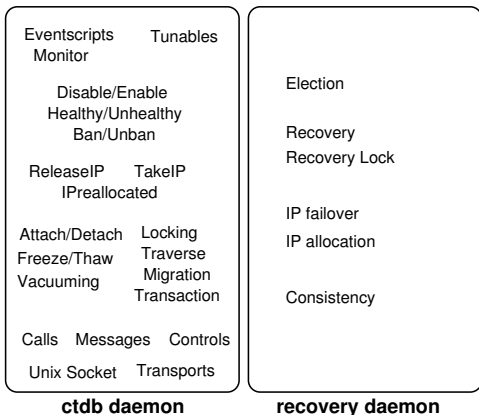 Eventscripts Tunables
Monitor
Disable/Enable
Healthy/Unhealthy
Ban/Unban
ReleaseIP TakeIP
IPreallocated
Attach/Detach Locking
Freeze/Thaw Traverse
Vacuuming Migration
Transaction
Calls Messages Controls
Unix Socket Transports
ctdb daemon
Election
Recovery
Recovery Lock
IP failover
IP allocation
Consistency
recovery daemon